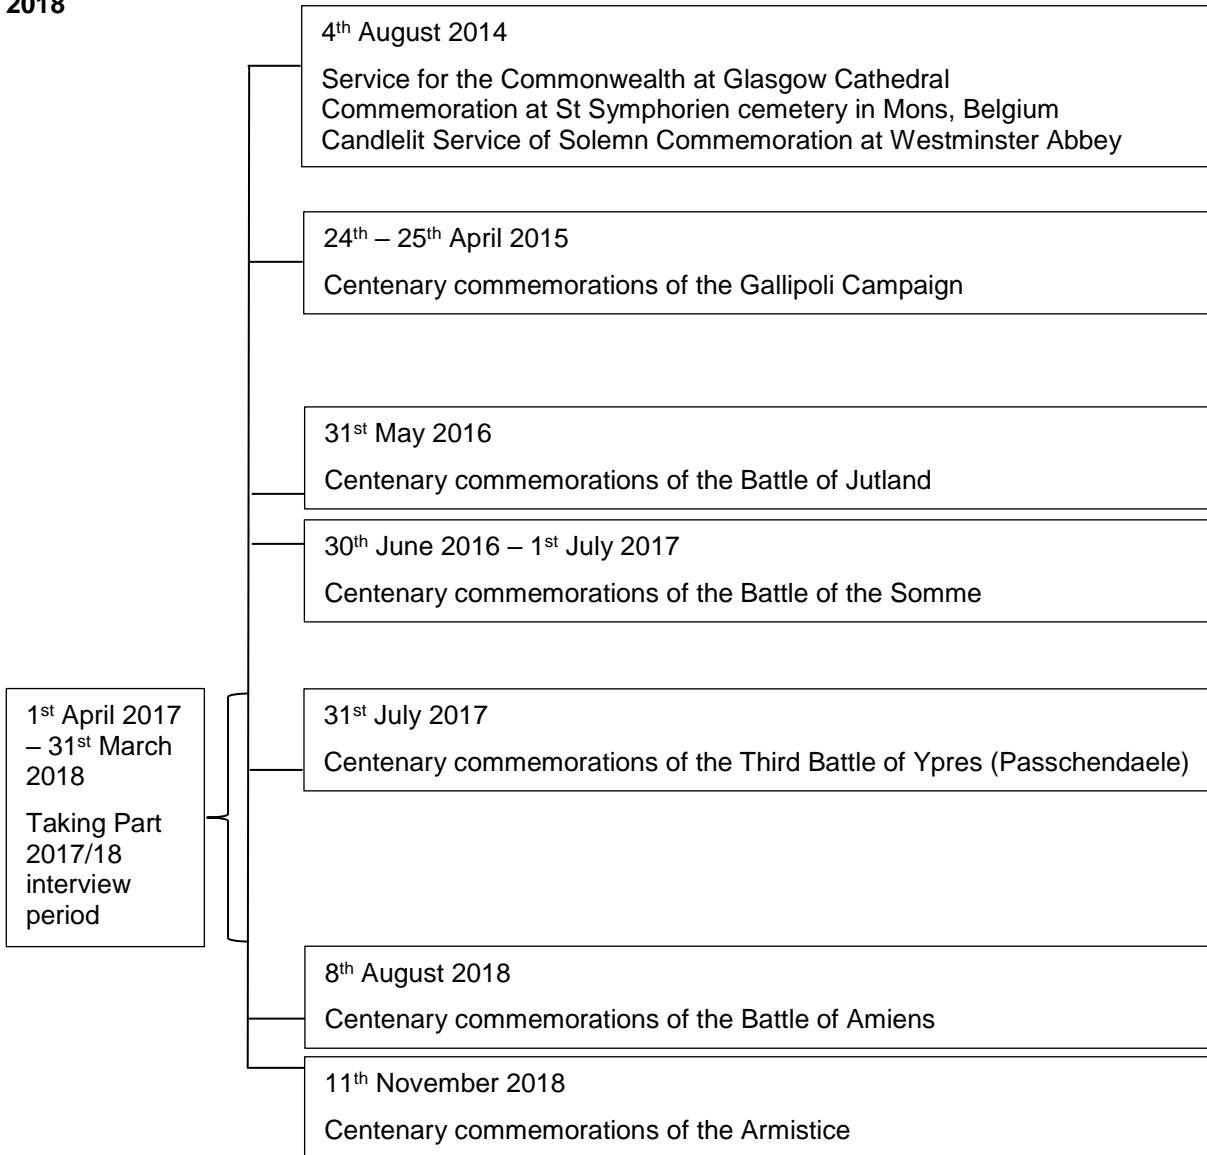 2018
4th August 2014
Service for the Commonwealth at Glasgow Cathedral
Commemoration at St Symphorien cemetery in Mons, Belgium
Candlelit Service of Solemn Commemoration at Westminster Abbey
24th – 25th April 2015
Centenary commemorations of the Gallipoli Campaign
31st May 2016
Centenary commemorations of the Battle of Jutland
30th June 2016 – 1st July 2017
Centenary commemorations of the Battle of the Somme
1st April 2017
– 31st March
2018
Taking Part
2017/18
interview
period
31st July 2017
Centenary commemorations of the Third Battle of Ypres (Passchendaele)
8th August 2018
Centenary commemorations of the Battle of Amiens
11th November 2018
Centenary commemorations of the Armistice